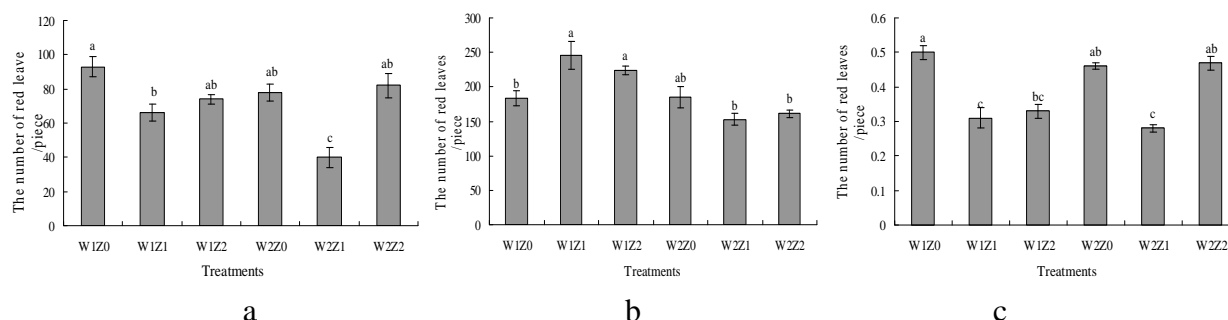 The number of red leave
/piece
120
100
80
60
40
20
0
a
b
ab
ab
c
ab
W1Z0 W1Z1 W1Z2 W2Z0 W2Z1 W2Z2
Treatments
a
The number of red leaves
/piece
300
250
200
150
100
50
0
b
a
a
ab
b
b
W1Z0 W1Z1 W1Z2 W2Z0 W2Z1 W2Z2
Treatments
b
The number of red leaves
/piece
0.6
0.5
0.4
0.3
0.2
0.1
0
a
c
bc
ab
c
ab
W1Z0 W1Z1 W1Z2 W2Z0 W2Z1 W2Z2
Treatments
c